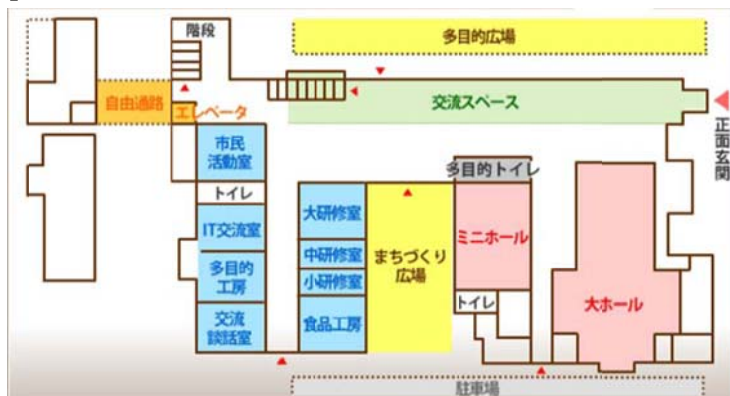 階段
多目的広場
自由通路
エレベータ
交流スペース
正面玄関
市民
活動室
多目的トイレ
トイレ
大研修室
IT交流室
ミニホール
中研修室
まちづくり
広場
多目的
工房
小研修室
トイレ
大ホール
交流
談話室
食品工房
駐車場